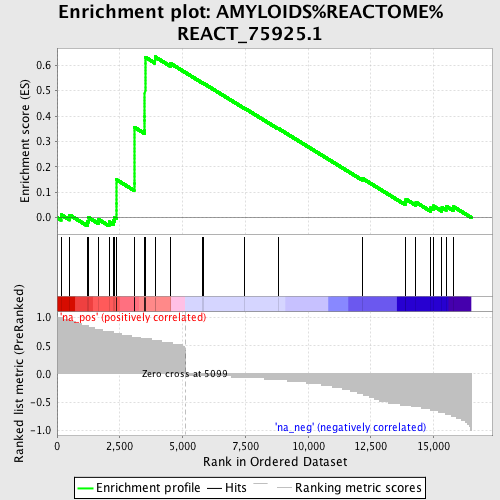 Enrichment plot: AMYLOIDS%REACTOME%
REACT_75925.1
Enrichment score (ES)
0.6
0.5
0.4
0.3
0.2
0.1
0.0
Ranked list metric (PreRanked)
1.0
0.5
0.0
-0.5
-1.0
'na_pos' (positively correlated)
Zero cross at 5099
'na_neg' (negatively correlated)
0
2,500
5,000
7,500
10,000
12,500
15,000
Rank in Ordered Dataset
Enrichment profile
Hits
Ranking metric scores